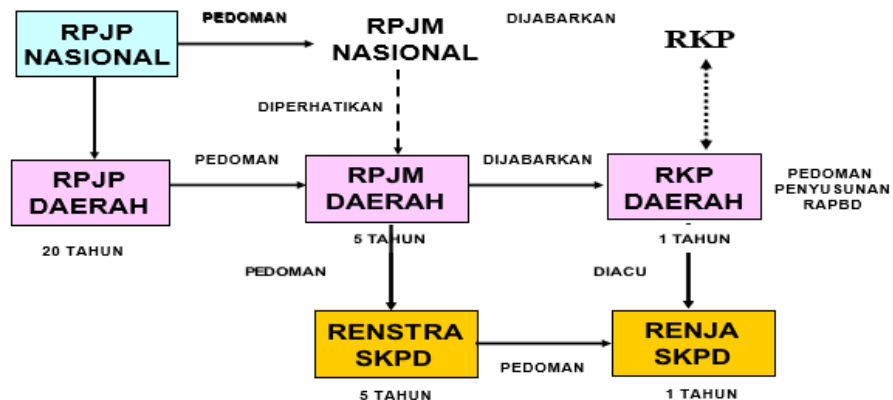 RPJP
NASIONAL
PEDOMAN
RPJM
NASIONAL
DIJABARKAN
RKP
DIPERHATIKAN
RPJP
DAERAH
PEDOMAN
RPJM
DAERAH
DIJABARKAN
RKP
DAERAH
PEDOMAN
PENYUSUNAN
RAPBD
20 TAHUN
5 TAHUN
1 TAHUN
PEDOMAN
DIACU
RENSTRA
SKPD
PEDOMAN
RENJA
SKPD
5 TAHUN
1 TAHUN